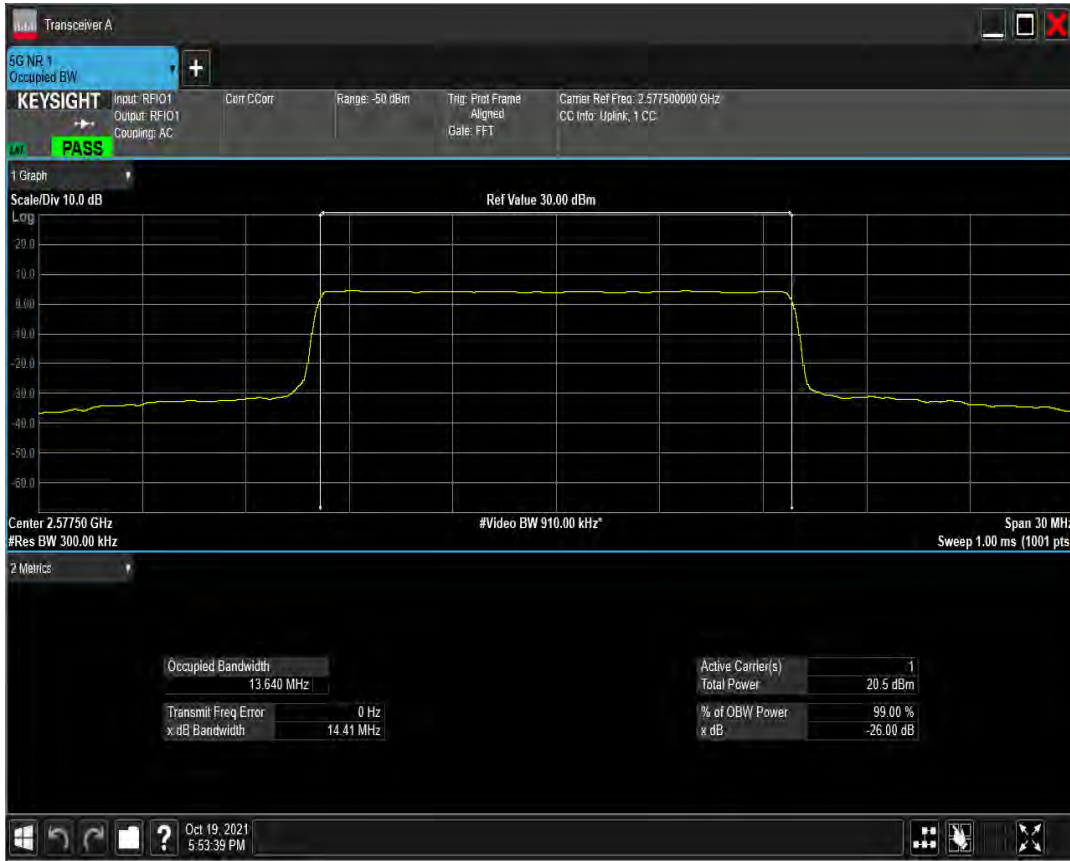 Transceiver A
5G NR 1
Occupied BW
+
KEYSIGHT
Input: RFIO1
Output: RFIO1
Coupling: AC
Corr CCorr
Range: -50 dBm
Trig: Prot Frame
Aligned
Gate: FFT
Carrier Ref Freq: 2.577500000 GHz
CC Info: Uplink, 1 CC
PASS
1 Graph
Scale/Div 10.0 dB
Ref Value 30.00 dBm
Log
20.0
10.0
0.00
-10.0
-20.0
-30.0
-40.0
-50.0
-60.0
Center 2.57750 GHz
#Video BW 910.00 kHz*
Span 30 MHz
#Res BW 300.00 kHz
Sweep 1.00 ms (1001 pts
2 Metrics
Occupied Bandwidth
13.640 MHz
Transmit Freq Error 0 Hz
x dB Bandwidth 14.41 MHz
Active Carrier(s) 1
Total Power 20.5 dBm
% of OBW Power 99.00 %
x dB -26.00 dB
?
Oct 19, 2021
5:53:39 PM